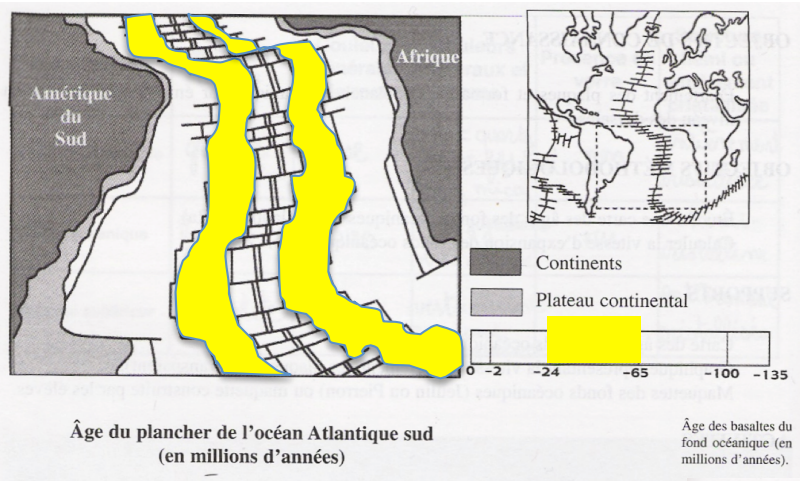 Amérique
du
Sud
Afrique
Continents
Plateau continental
0 –2 –24 –65 –100 –135
Âge du plancher de l'océan Atlantique sud
(en millions d'années)
Âge des basaltes du
fond océanique (en
millions d'années).